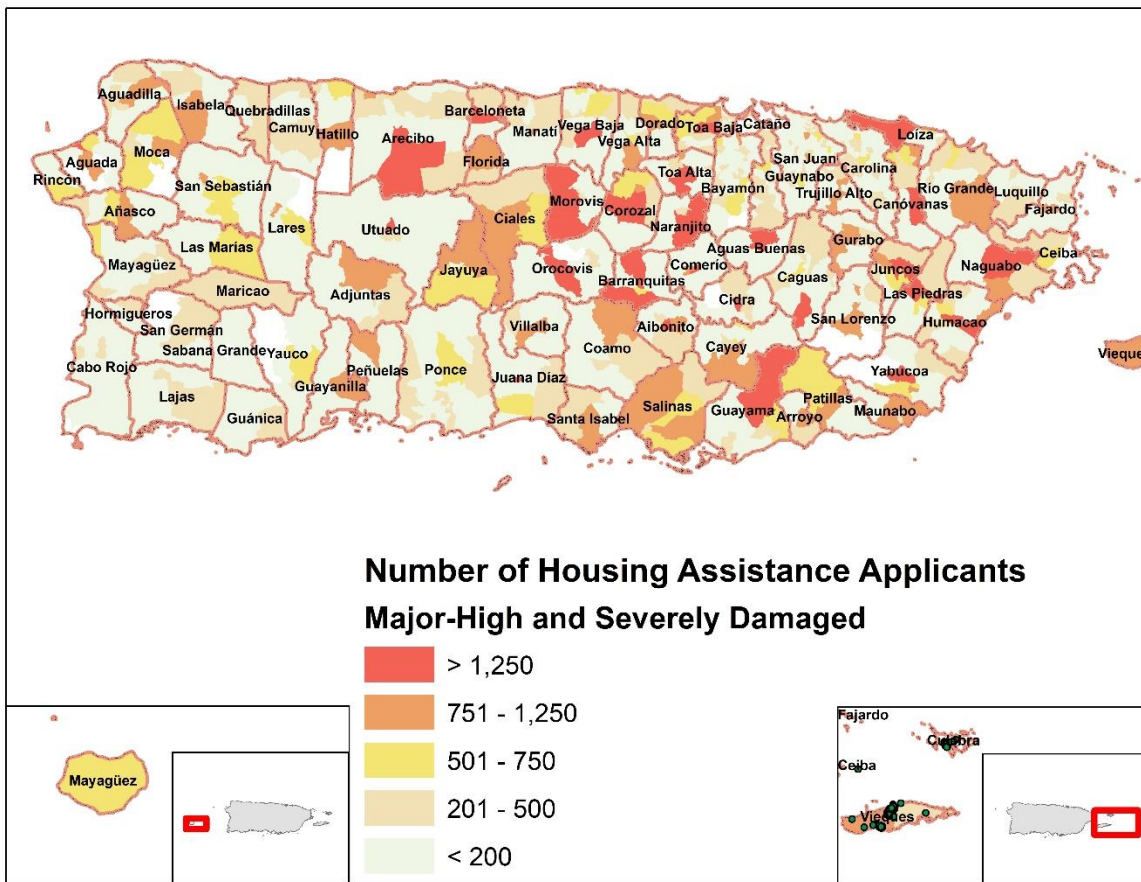 Aguadilla
Isabela
Quebradillas
Camuy
Hatillo
Arecibo
Barceloneta
Manatí
Vega Baja
Vega Alta
Dorado
Toa Baja
Cataño
Loíza
Aguada
Rincón
Moca
San Sebastián
Florida
Toa Alta
Bayamón
San Juan
Guaynabo
Carolina
Trujillo Alto
Canóvanas
Río Grande
Luquillo
Fajardo
Añasco
Lares
Utuado
Ciales
Morovis
Corozal
Naranjito
Las Marías
Mayagüez
Maricao
Adjuntas
Jayuya
Orocovis
Barranquitas
Comerío
Aguas Buenas
Caguas
Gurabo
Juncos
Naguabo
Ceiba
Las Piedras
Cidra
San Lorenzo
Humacao
Hormigueros
San Germán
Sabana Grande
Cabo Rojo
Yauco
Guayanilla
Peñuelas
Ponce
Villalba
Juana Díaz
Coamo
Aibonito
Cayey
Yabucoa
Vieque
Lajas
Guánica
Santa Isabel
Salinas
Guayama
Arroyo
Patillas
Maunabo
Number of Housing Assistance Applicants
Major-High and Severely Damaged
> 1,250
751 - 1,250
501 - 750
201 - 500
< 200
Mayagüez
Fajardo
Culebra
Ceiba
Vieques